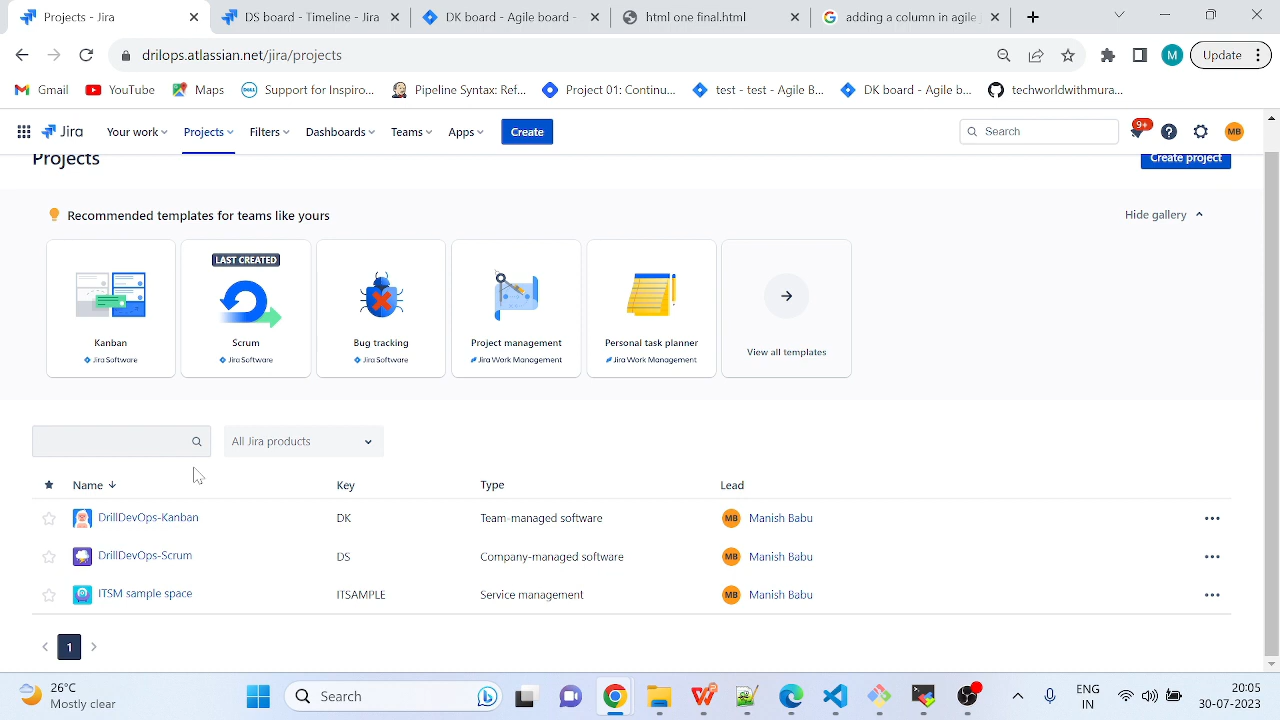 Projects - Jira
DS board - Timeline - Jira
DK board - Agile board -
html one final.html
adding a column in agile
drilops.atlassian.net/jira/projects
M
Update
Gmail
YouTube
Maps
Support for Inspiro...
Pipeline Syntax: Ref...
Project 01: Continu...
test - test - Agile B...
DK board - Agile b...
techworldwithmura...
Jira
Your work
Projects
Filters
Dashboards
Teams
Apps
Create
Search
9+
MB
Projects
Create project
Recommended templates for teams like yours
Hide gallery
LAST CREATED
Kanban
Jira Software
Scrum
Jira Software
Bug tracking
Jira Software
Project management
Jira Work Management
Personal task planner
Jira Work Management
View all templates
All Jira products
Name
Key
Type
Lead
DrillDevOps-Kanban
DK
Team-managed software
MB Manish Babu
DrillDevOps-Scrum
DS
Company-managed software
MB Manish Babu
ITSM sample space
ITSAMPLE
Service management
MB Manish Babu
1
26°C
Mostly clear
Search
ENG
IN
20:05
30-07-2023